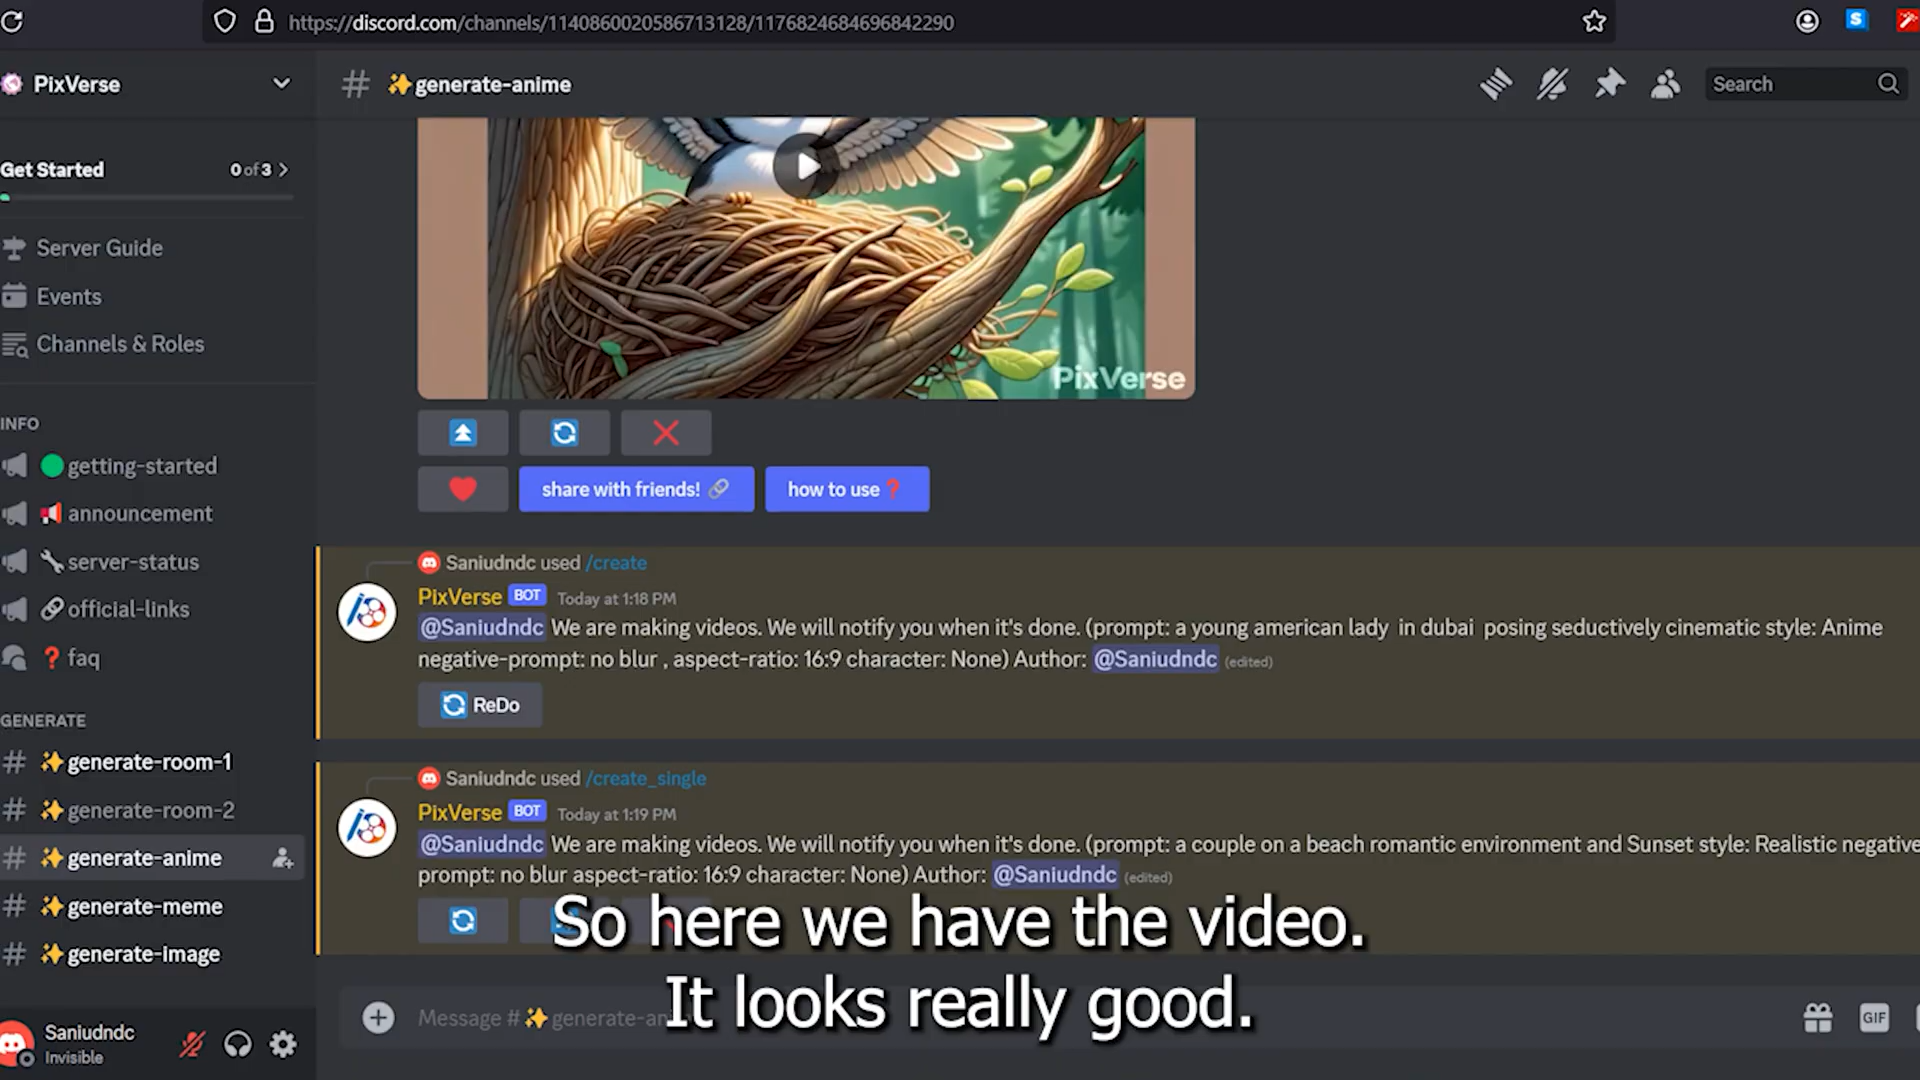 https://discord.com/channels/1140860020586713128/1176824684696842290
PixVerse
✨generate-anime
Search
Get Started
0 of 3
Server Guide
Events
Channels & Roles
INFO
getting-started
announcement
server-status
official-links
faq
GENERATE
✨generate-room-1
✨generate-room-2
✨generate-anime
✨generate-meme
✨generate-image
Saniudndc
Invisible
PixVerse
share with friends!
how to use ❓
Saniudndc used /create
PixVerse BOT Today at 1:18 PM
@Saniudndc We are making videos. We will notify you when it's done. (prompt: a young american lady in dubai posing seductively cinematic style: Anime
negative-prompt: no blur , aspect-ratio: 16:9 character: None) Author: @Saniudndc (edited)
ReDo
Saniudndc used /create_single
PixVerse BOT Today at 1:19 PM
@Saniudndc We are making videos. We will notify you when it's done. (prompt: a couple on a beach romantic environment and Sunset style: Realistic negative
prompt: no blur aspect-ratio: 16:9 character: None) Author: @Saniudndc (edited)
So here we have the video.
It looks really good.
Message # ✨generate-an
GIF